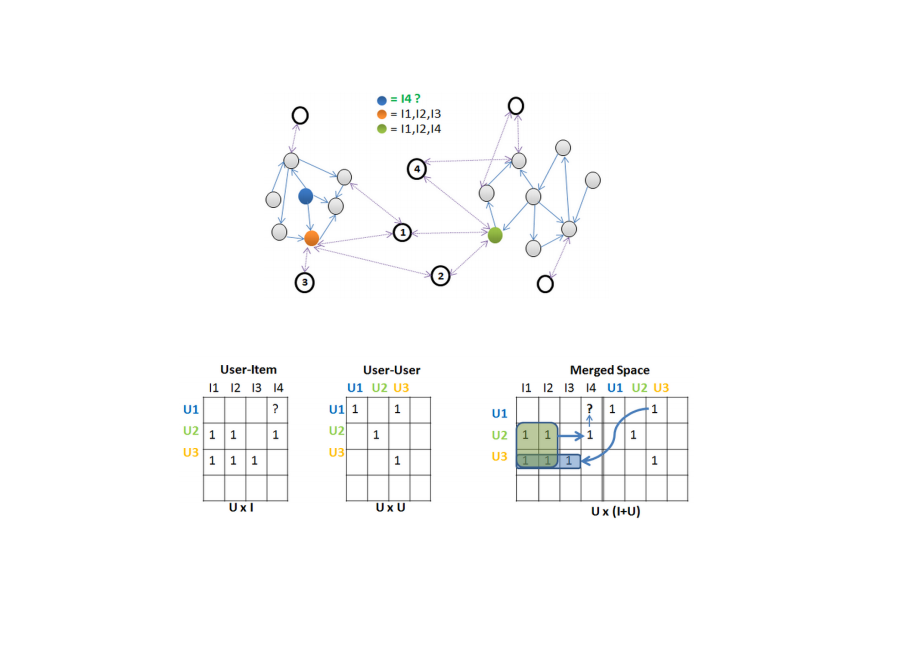 = I4 ?
= I1,I2,I3
= I1,I2,I4
4
1
2
3
User-Item
User-User
Merged Space
I1 I2 I3 I4
U1 U2 U3
I1 I2 I3 I4 U1 U2 U3
U1 ?
U1 1 1
U1 ? 1 1
U2 1 1 1
U2 1
U2 1 1 1 1
U3 1 1 1
U3 1
U3 1 1 1 1
U x I
U x U
U x (I+U)